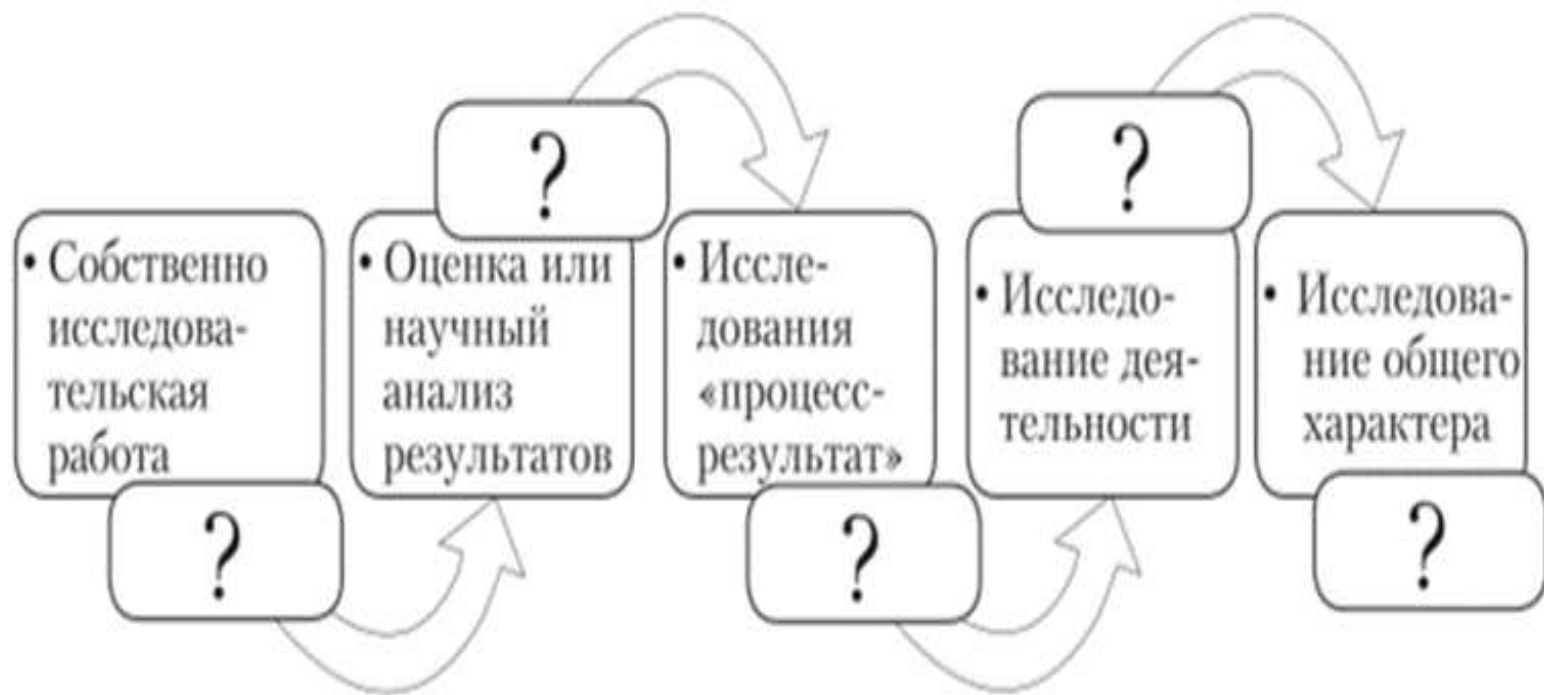 • Собственно
исследова-
тельская
работа
?
?
• Оценка или
научный
анализ
результатов
• Иссле-
дования
«процесс-
результат»
?
?
• Исследо-
вание дея-
тельности
• Исследова-
ние общего
характера
?